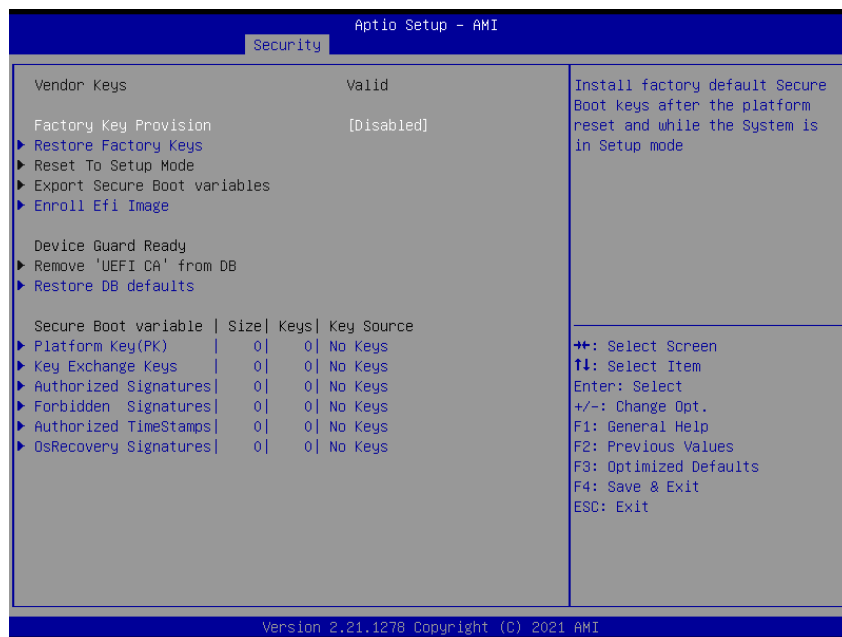 Aptio Setup – AMI
Security
Vendor Keys Valid
Factory Key Provision [Disabled]
▶ Restore Factory Keys
▶ Reset To Setup Mode
▶ Export Secure Boot variables
▶ Enroll Efi Image
Device Guard Ready
▶ Remove 'UEFI CA' from DB
▶ Restore DB defaults
Secure Boot variable | Size| Keys| Key Source
▶ Platform Key(PK) | 0| 0| No Keys
▶ Key Exchange Keys | 0| 0| No Keys
▶ Authorized Signatures| 0| 0| No Keys
▶ Forbidden Signatures| 0| 0| No Keys
▶ Authorized TimeStamps| 0| 0| No Keys
▶ OsRecovery Signatures| 0| 0| No Keys
Install factory default Secure
Boot keys after the platform
reset and while the System is
in Setup mode
→←: Select Screen
↑↓: Select Item
Enter: Select
+/-: Change Opt.
F1: General Help
F2: Previous Values
F3: Optimized Defaults
F4: Save & Exit
ESC: Exit
Version 2.21.1278 Copyright (C) 2021 AMI